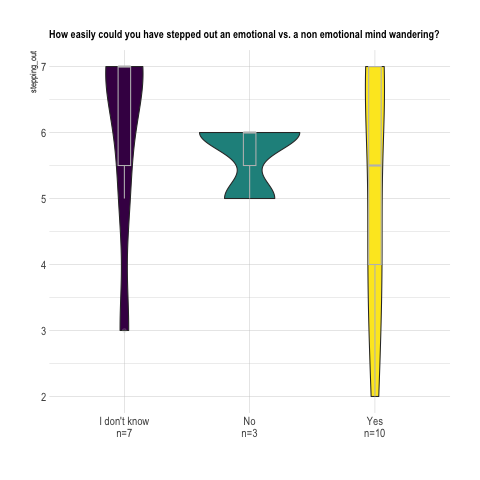 How easily could you have stepped out an emotional vs. a non emotional mind wandering?
stepping_out
7
6
5
4
3
2
I don't know
n=7
No
n=3
Yes
n=10